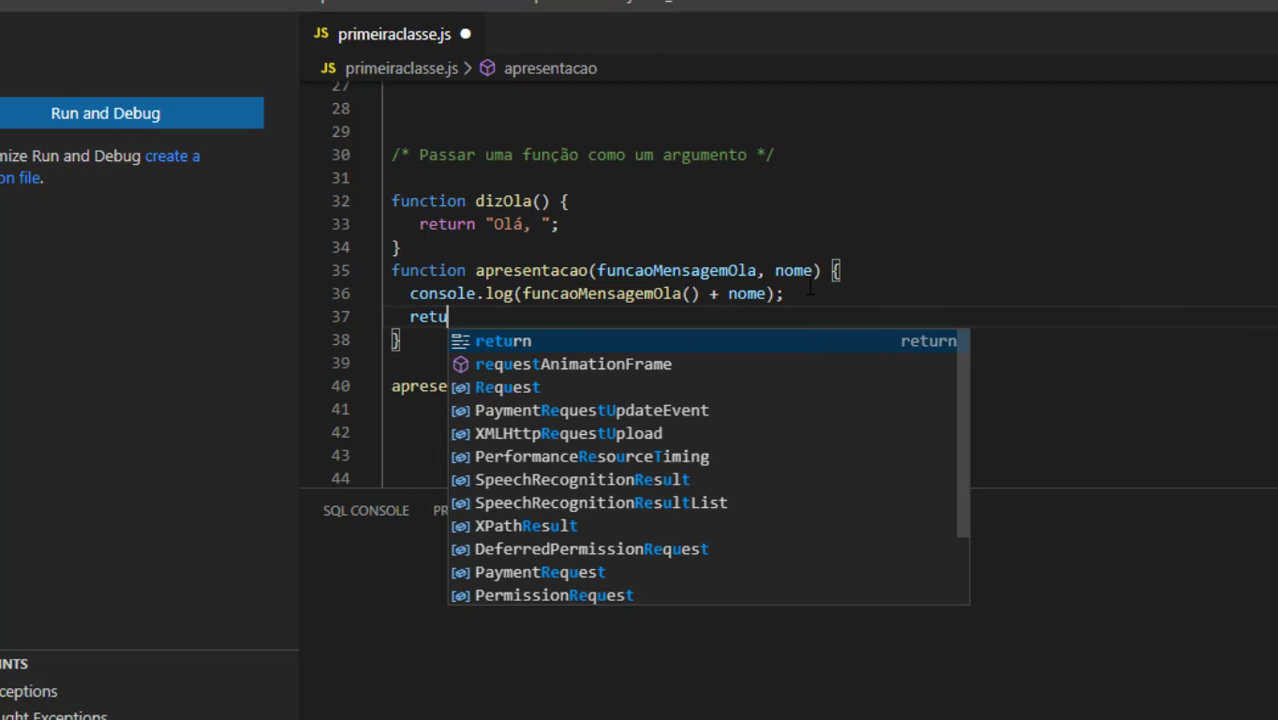 JS primeiraclasse.js
JS primeiraclasse.js > apresentacao
Run and Debug
mize Run and Debug create a
on file.
27
28
29
30 /* Passar uma função como um argumento */
31
32 function dizOla() {
33 return "Olá, ";
34 }
35 function apresentacao(funcaoMensagemOla, nome) {
36 console.log(funcaoMensagemOla() + nome);
37 retu
38 }
39
40 aprese
41
42
43
44
return return
requestAnimationFrame
Request
PaymentRequestUpdateEvent
XMLHttpRequestUpload
PerformanceResourceTiming
SpeechRecognitionResult
SpeechRecognitionResultList
XPathResult
DeferredPermissionRequest
PaymentRequest
PermissionRequest
SQL CONSOLE PR
INTS
ceptions
ught Exceptions